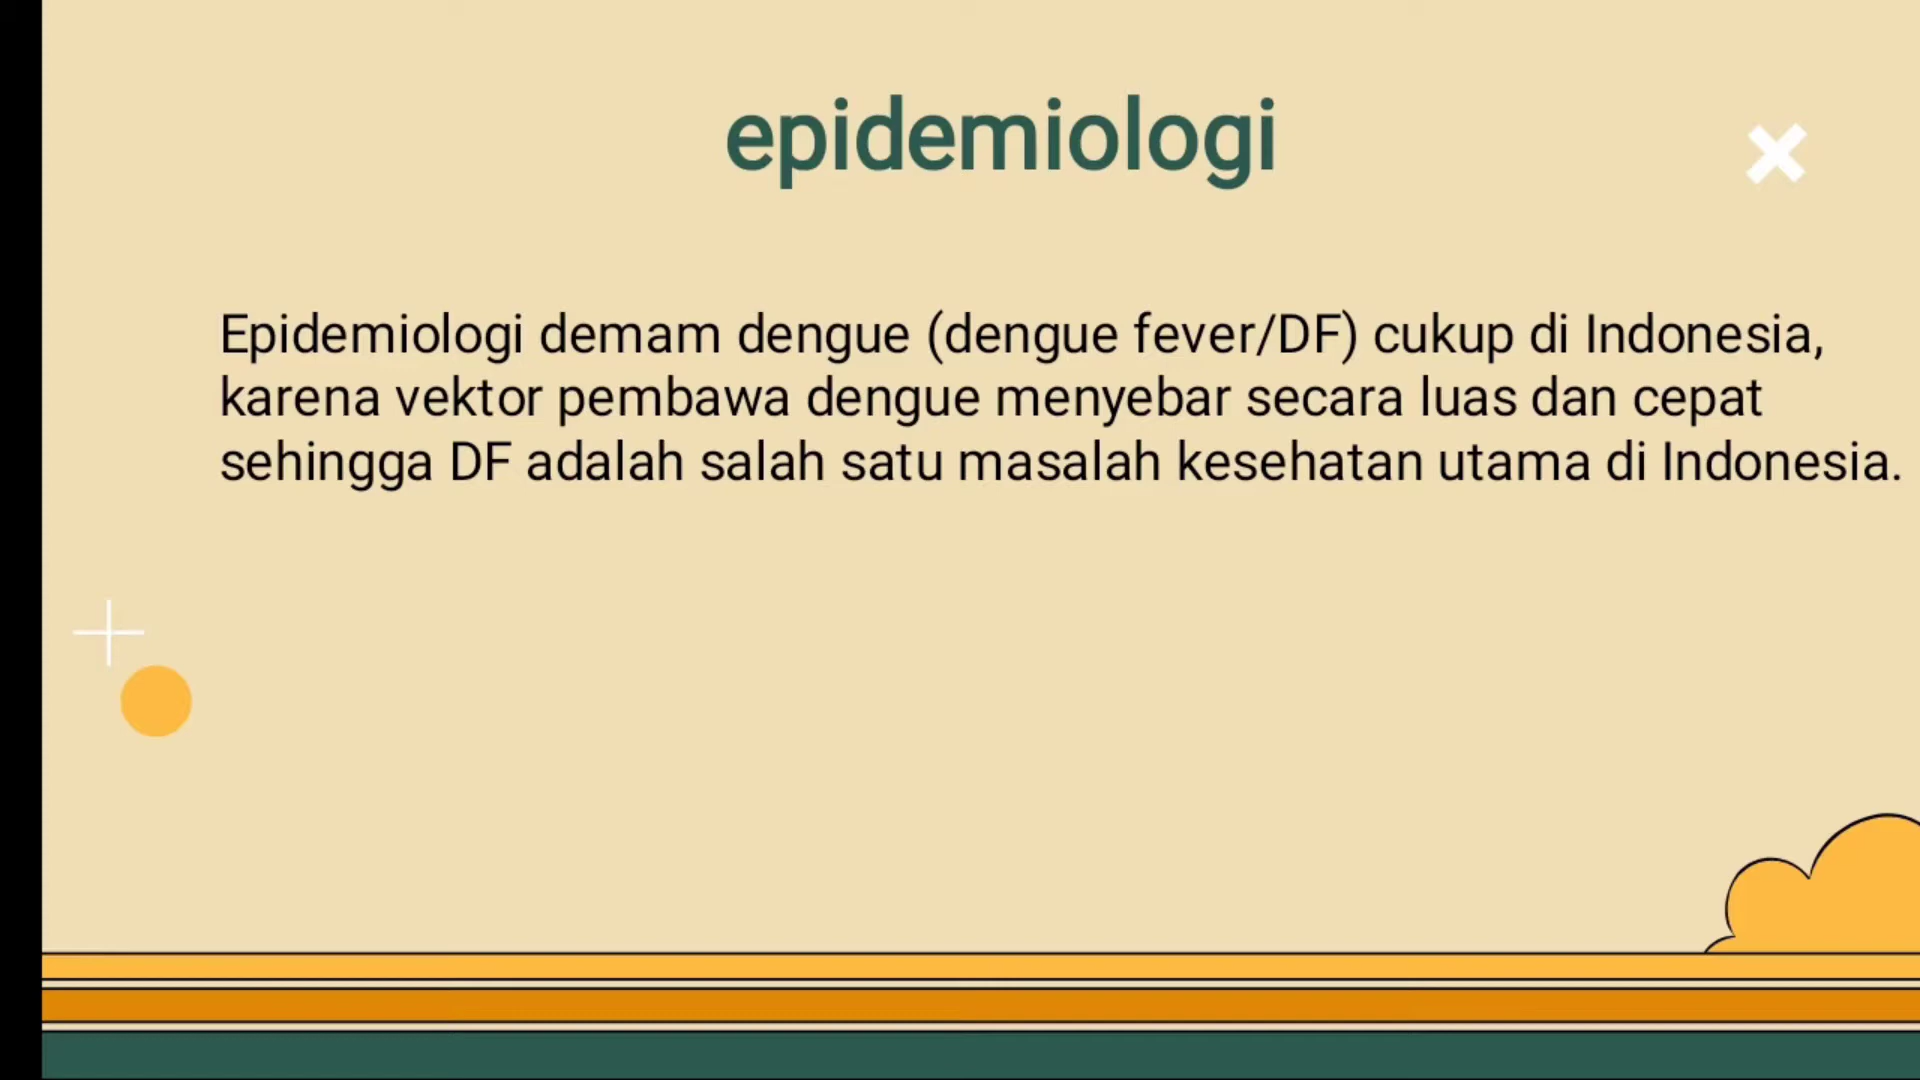 epidemiologi
Epidemiologi demam dengue (dengue fever/DF) cukup di Indonesia,
karena vektor pembawa dengue menyebar secara luas dan cepat
sehingga DF adalah salah satu masalah kesehatan utama di Indonesia.